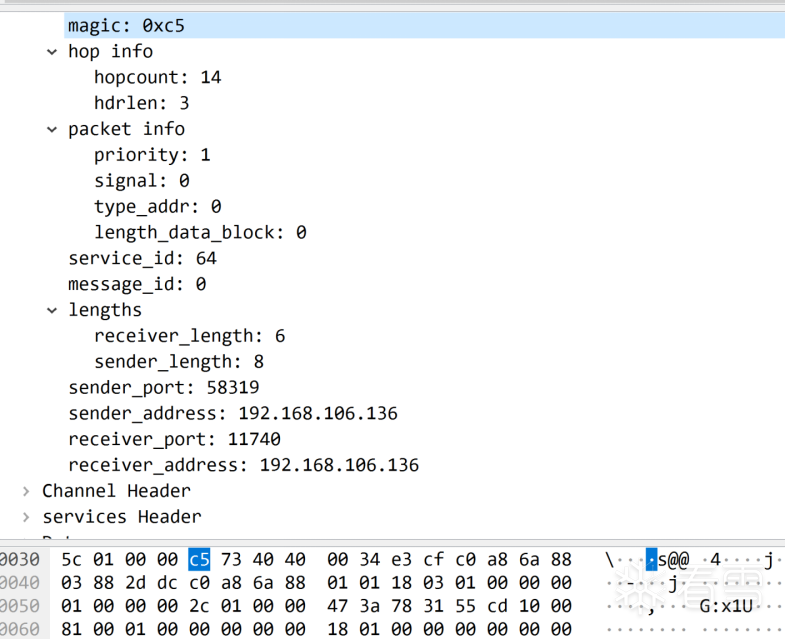 magic: 0xc5
hop info
hopcount: 14
hdrlen: 3
packet info
priority: 1
signal: 0
type_addr: 0
length_data_block: 0
service_id: 64
message_id: 0
lengths
receiver_length: 6
sender_length: 8
sender_port: 58319
sender_address: 192.168.106.136
receiver_port: 11740
receiver_address: 192.168.106.136
Channel Header
services Header
0030 5c 01 00 00 c5 73 40 40 00 34 e3 cf c0 a8 6a 88 \····s@@ ·4····j·
0040 03 88 2d dc c0 a8 6a 88 01 01 18 03 01 00 00 00 ··-···j· ········
0050 01 00 00 00 2c 01 00 00 47 3a 78 31 55 cd 10 00 ····,··· G:x1U···
0060 81 00 01 00 00 00 00 00 18 01 00 00 00 00 00 00 ········ ········
看雪